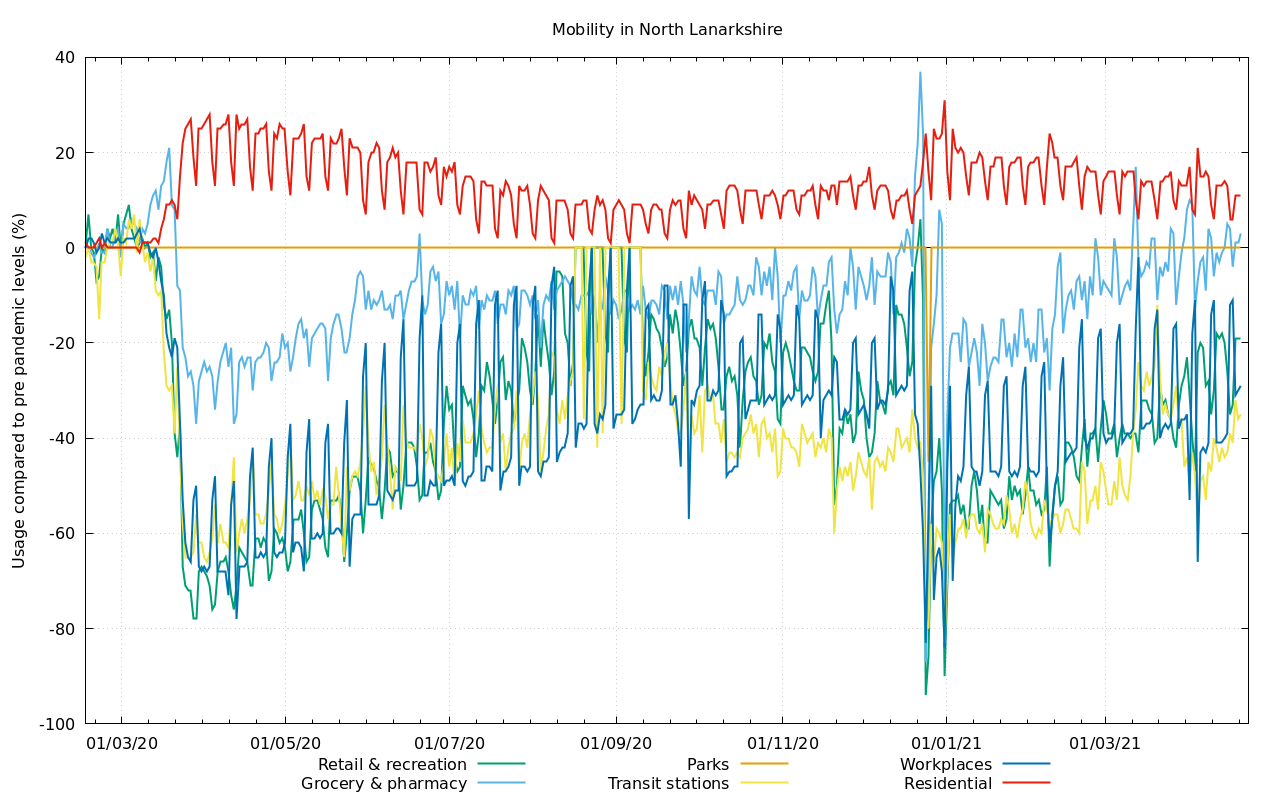 Mobility in North Lanarkshire
Usage compared to pre pandemic levels (%)
40
20
0
-20
-40
-60
-80
-100
01/03/20 01/05/20 01/07/20 01/09/20 01/11/20 01/01/21 01/03/21
Retail & recreation Parks Workplaces
Grocery & pharmacy Transit stations Residential